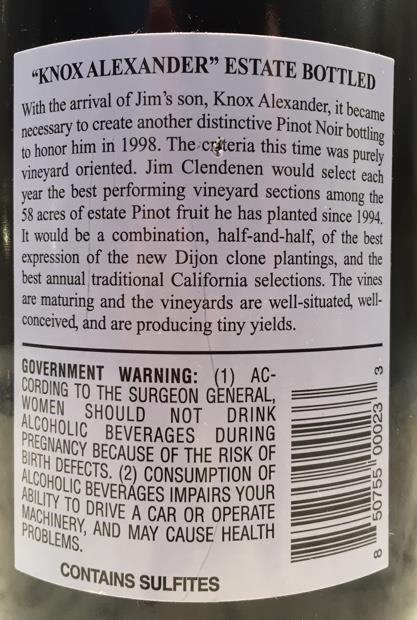 “KNOX ALEXANDER” ESTATE BOTTLED
With the arrival of Jim's son, Knox Alexander, it became
necessary to create another distinctive Pinot Noir bottling
to honor him in 1998. The criteria this time was purely
vineyard oriented. Jim Clendenen would select each
year the best performing vineyard sections among the
58 acres of estate Pinot fruit he has planted since 1994.
It would be a combination, half-and-half, of the best
expression of the new Dijon clone plantings, and the
best annual traditional California selections. The vines
are maturing and the vineyards are well-situated, well-
conceived, and are producing tiny yields.
GOVERNMENT WARNING: (1) AC-
CORDING TO THE SURGEON GENERAL,
WOMEN SHOULD NOT DRINK
ALCOHOLIC BEVERAGES DURING
PREGNANCY BECAUSE OF THE RISK OF
BIRTH DEFECTS. (2) CONSUMPTION OF
ALCOHOLIC BEVERAGES IMPAIRS YOUR
ABILITY TO DRIVE A CAR OR OPERATE
MACHINERY, AND MAY CAUSE HEALTH
PROBLEMS.
CONTAINS SULFITES
8 50755 00023 3